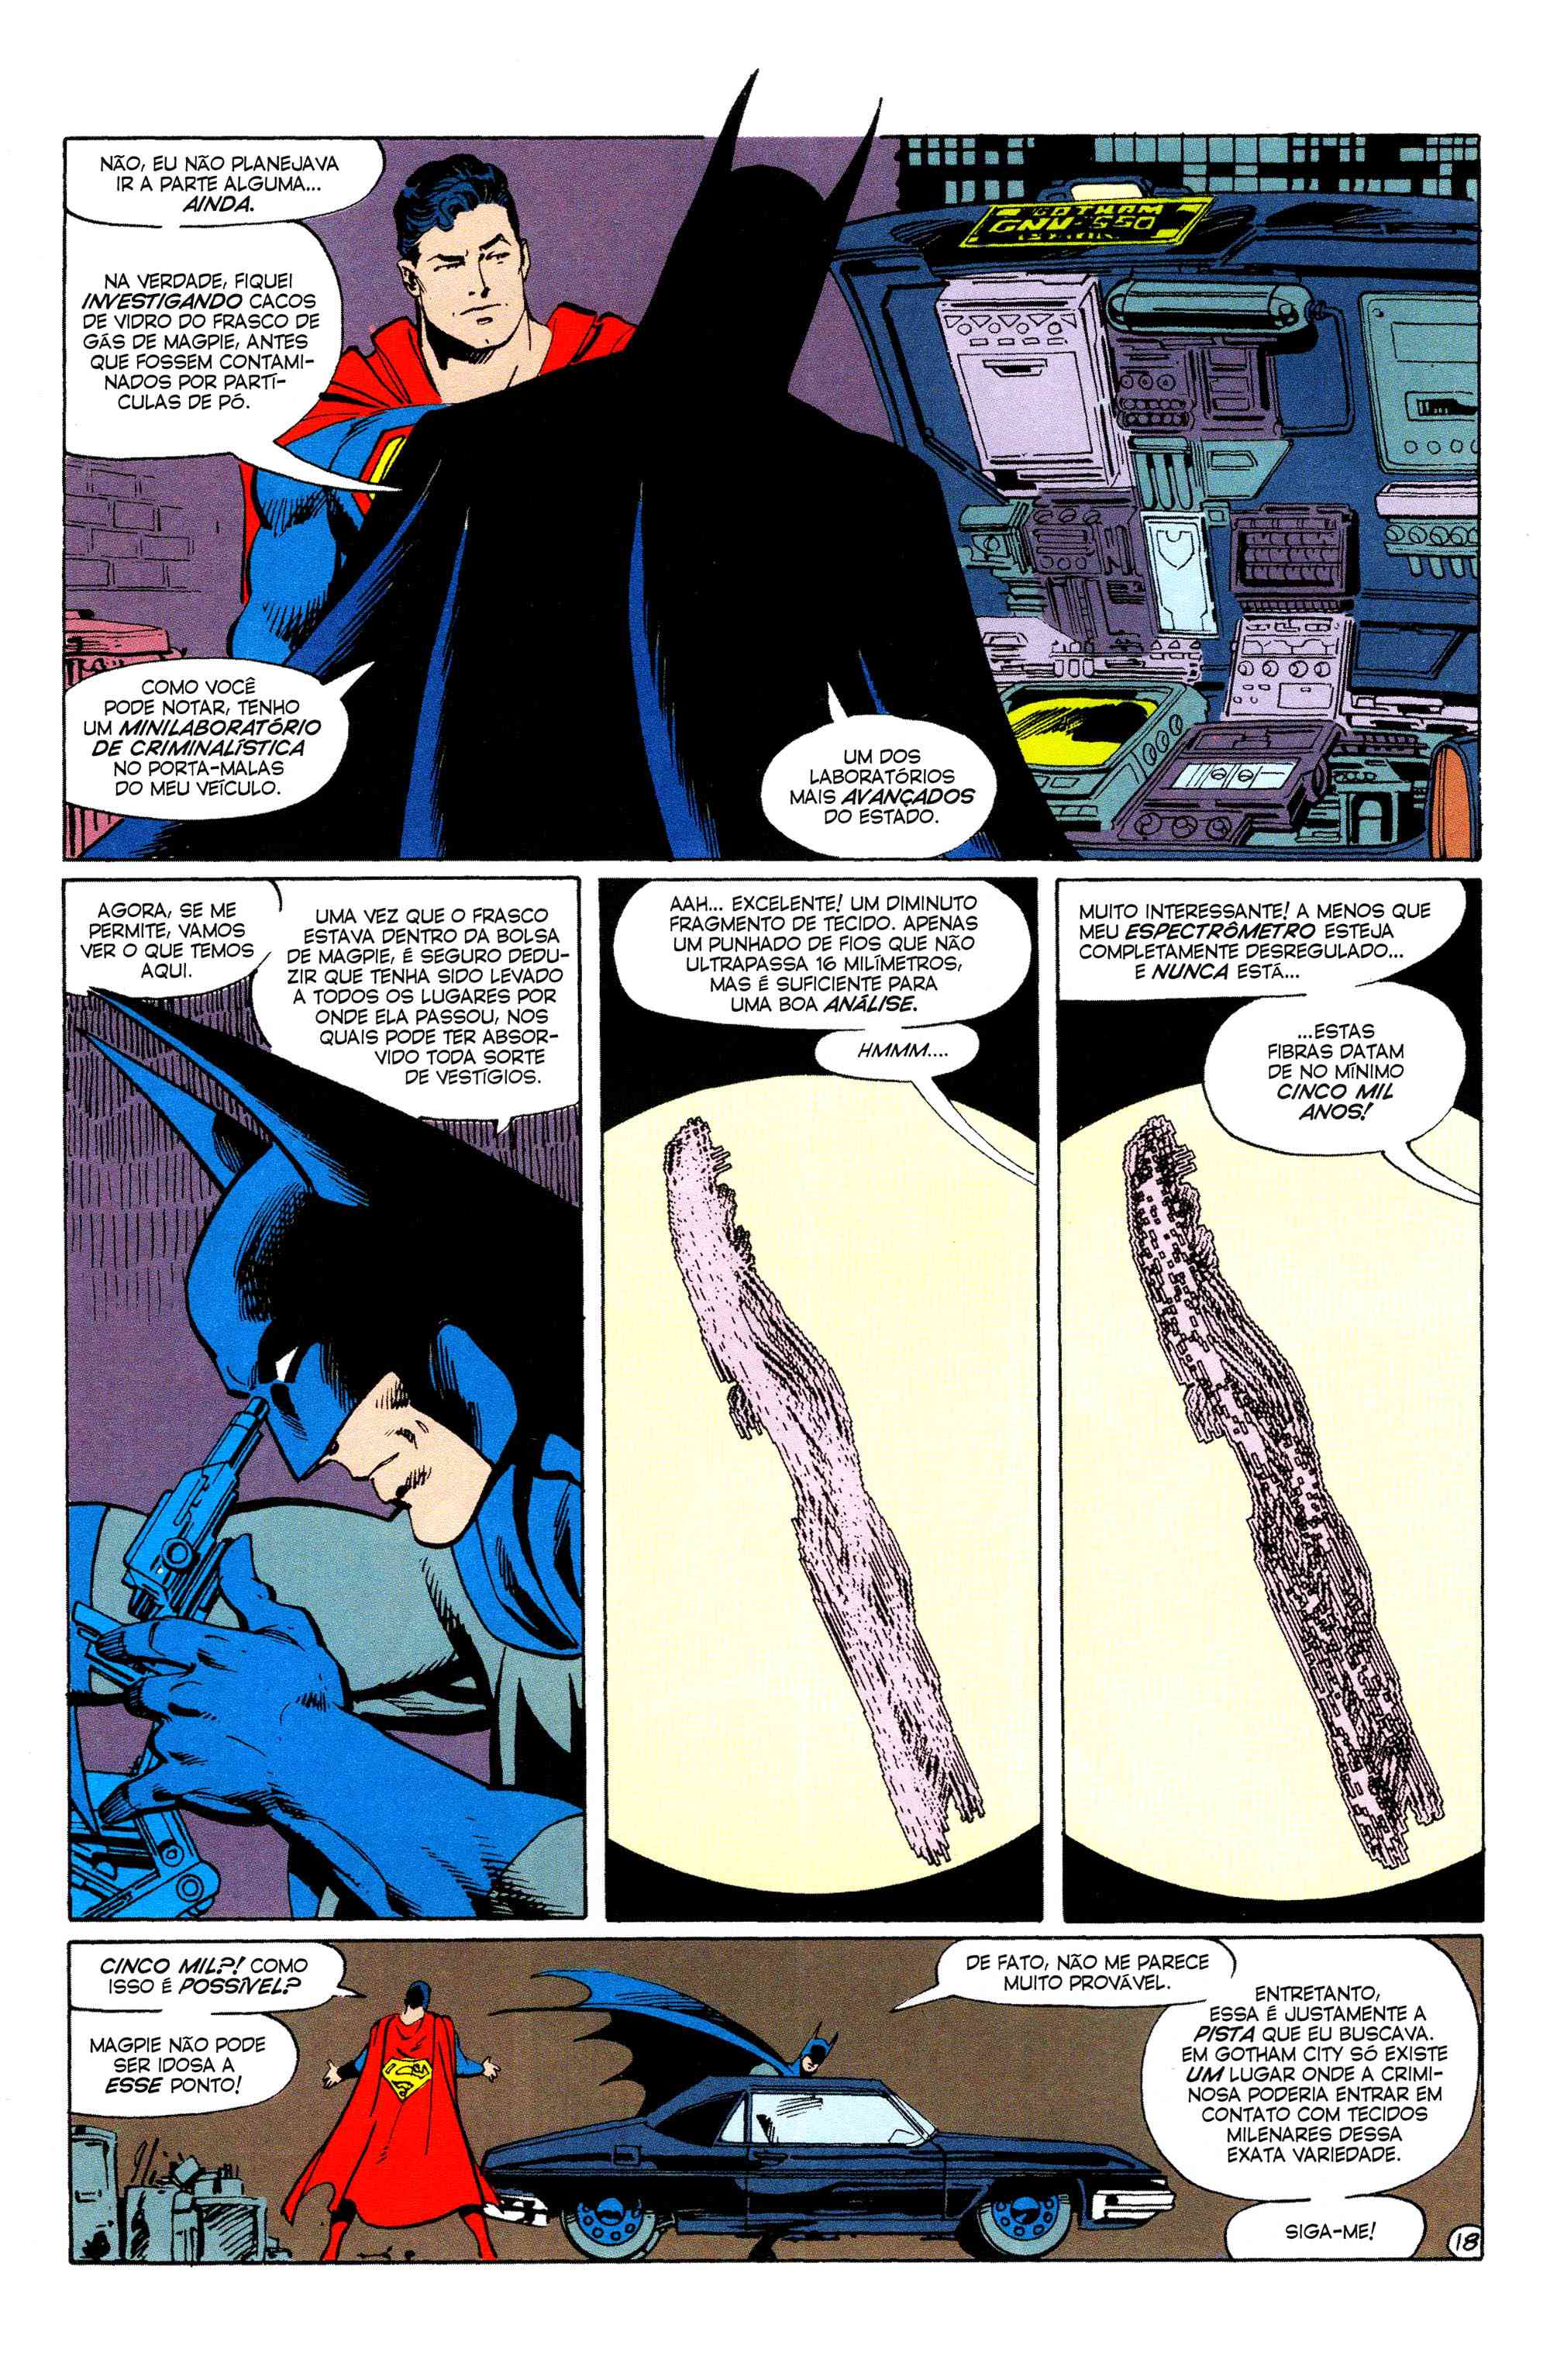 NÃO, EU NÃO PLANEJAVA
IR A PARTE ALGUMA...
AINDA.
NA VERDADE, FIQUEI
INVESTIGANDO CACOS
DE VIDRO DO FRASCO DE
GÁS DE MAGPIE, ANTES
QUE FOSSEM CONTAMI-
NADOS POR PARTÍ-
CULAS DE PÓ.
GOTHAM
COMO VOCÊ
PODE NOTAR, TENHO
UM MINILABORATÓRIO
DE CRIMINALÍSTICA
NO PORTA-MALAS
DO MEU VEÍCULO.
UM DOS
LABORATÓRIOS
MAIS AVANÇADOS
DO ESTADO.
AGORA, SE ME
PERMITE, VAMOS
VER O QUE TEMOS
AQUI.
UMA VEZ QUE O FRASCO
ESTAVA DENTRO DA BOLSA
DE MAGPIE, É SEGURO DEDU-
ZIR QUE TENHA SIDO LEVADO
A TODOS OS LUGARES POR
ONDE ELA PASSOU, NOS
QUAIS PODE TER ABSOR-
VIDO TODA SORTE
DE VESTÍGIOS.
AAH... EXCELENTE! UM DIMINUTO
FRAGMENTO DE TECIDO. APENAS
UM PUNHADO DE FIOS QUE NÃO
ULTRAPASSA 16 MILÍMETROS,
MAS É SUFICIENTE PARA
UMA BOA ANÁLISE.
HMMM....
MUITO INTERESSANTE! A MENOS QUE
MEU ESPECTRÔMETRO ESTEJA
COMPLETAMENTE DESREGULADO...
E NUNCA ESTÁ...
...ESTAS
FIBRAS DATAM
DE NO MÍNIMO
CINCO MIL
ANOS!
CINCO MIL?! COMO
ISSO É POSSÍVEL?
MAGPIE NÃO PODE
SER IDOSA A
ESSE PONTO!
DE FATO, NÃO ME PARECE
MUITO PROVÁVEL.
ENTRETANTO,
ESSA É JUSTAMENTE A
PISTA QUE EU BUSCAVA.
EM GOTHAM CITY SÓ EXISTE
UM LUGAR ONDE A CRIMI-
NOSA PODERIA ENTRAR EM
CONTATO COM TECIDOS
MILENARES DESSA
EXATA VARIEDADE.
SIGA-ME!
18